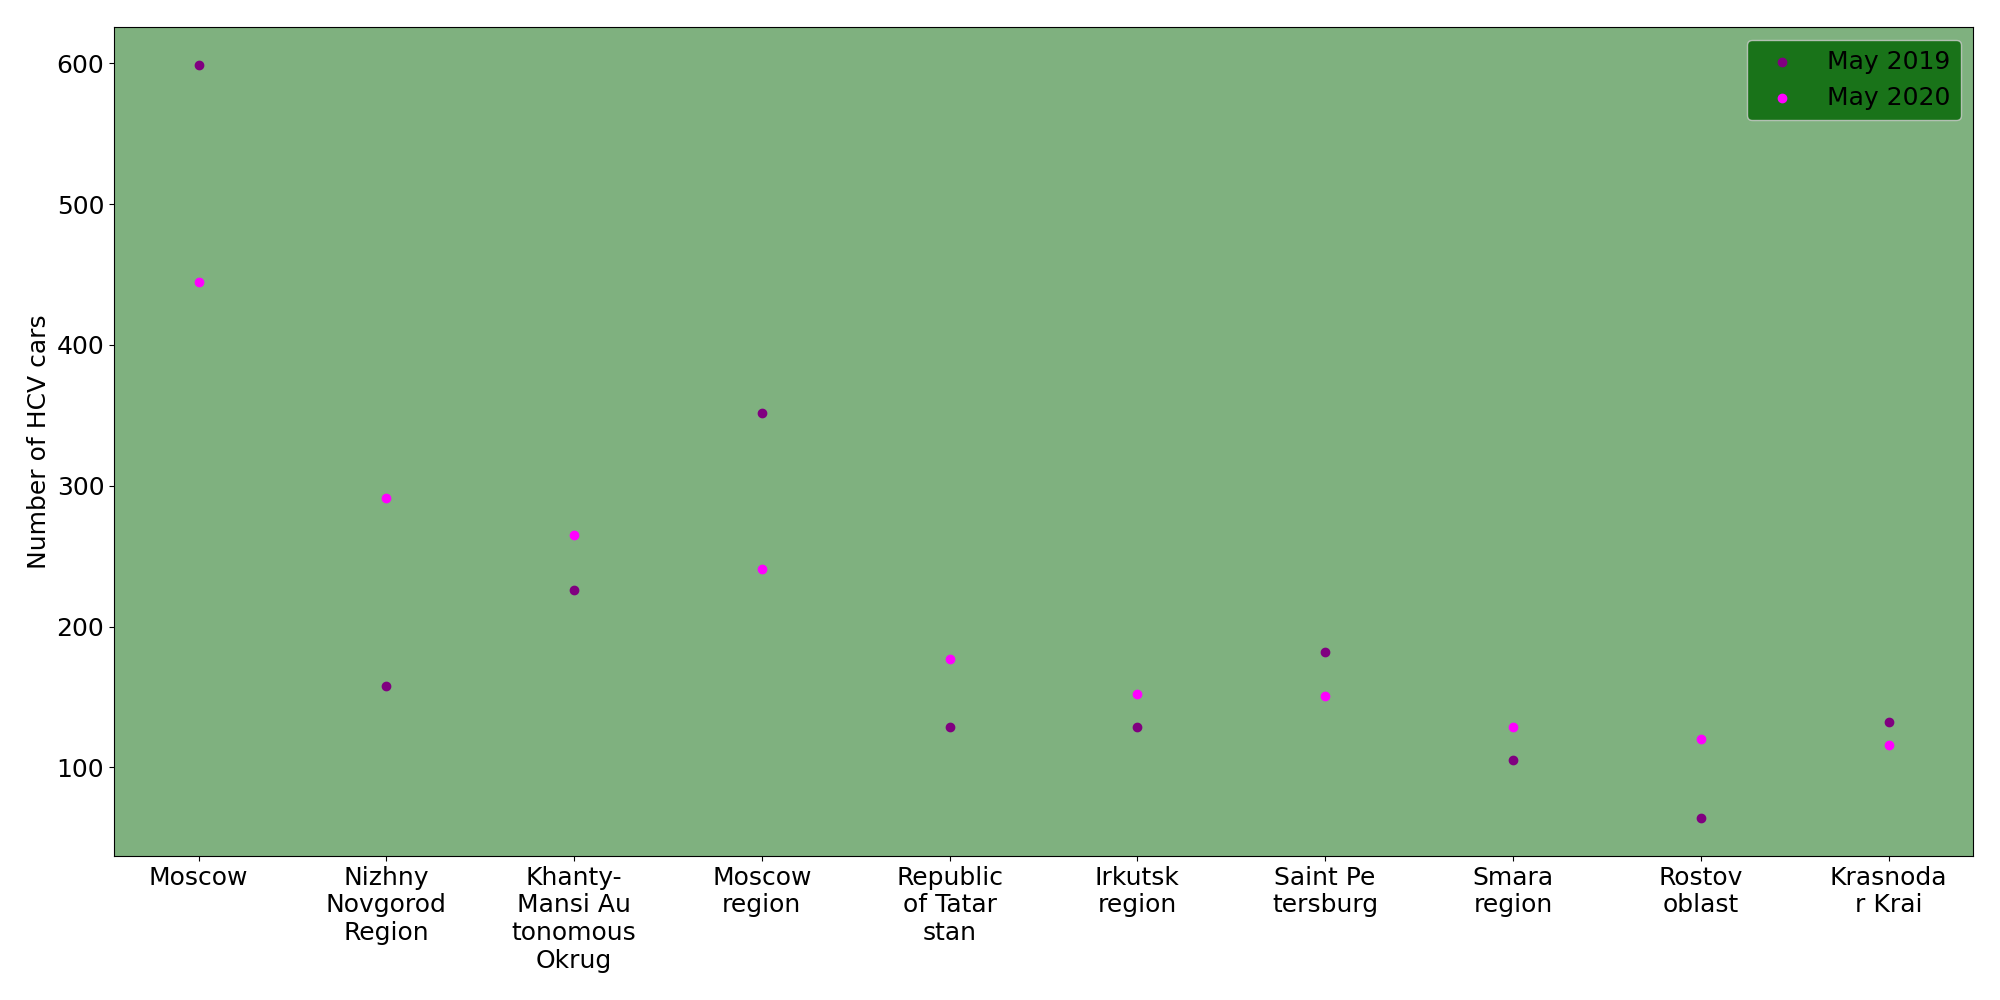 600
500
400
300
200
100
Number of HCV cars
May 2019
May 2020
Moscow
Nizhny
Novgorod
Region
Khanty-
Mansi Au
tonomous
Okrug
Moscow
region
Republic
of Tatar
stan
Irkutsk
region
Saint Pe
tersburg
Smara
region
Rostov
oblast
Krasnoda
r Krai